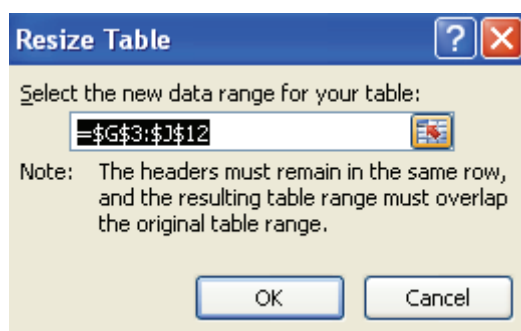 Resize Table
?
Select the new data range for your table:
=$G$3:$J$12
Note: The headers must remain in the same row,
and the resulting table range must overlap
the original table range.
OK Cancel